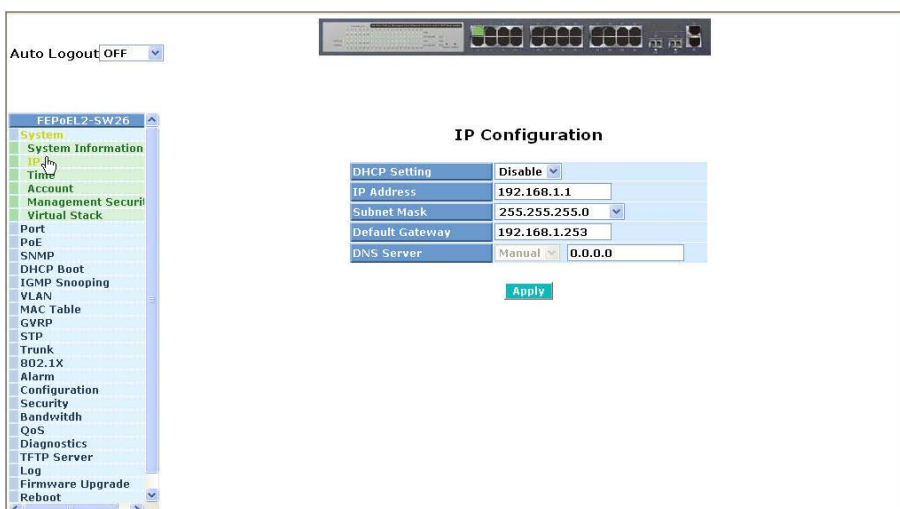 Auto Logout OFF
FEPoEL2-SW26
System
System Information
IP
Time
Account
Management Securit
Virtual Stack
Port
PoE
SNMP
DHCP Boot
IGMP Snooping
VLAN
MAC Table
GVRP
STP
Trunk
802.1X
Alarm
Configuration
Security
Bandwitdh
QoS
Diagnostics
TFTP Server
Log
Firmware Upgrade
Reboot
IP Configuration
DHCP Setting Disable
IP Address 192.168.1.1
Subnet Mask 255.255.255.0
Default Gateway 192.168.1.253
DNS Server Manual 0.0.0.0
Apply